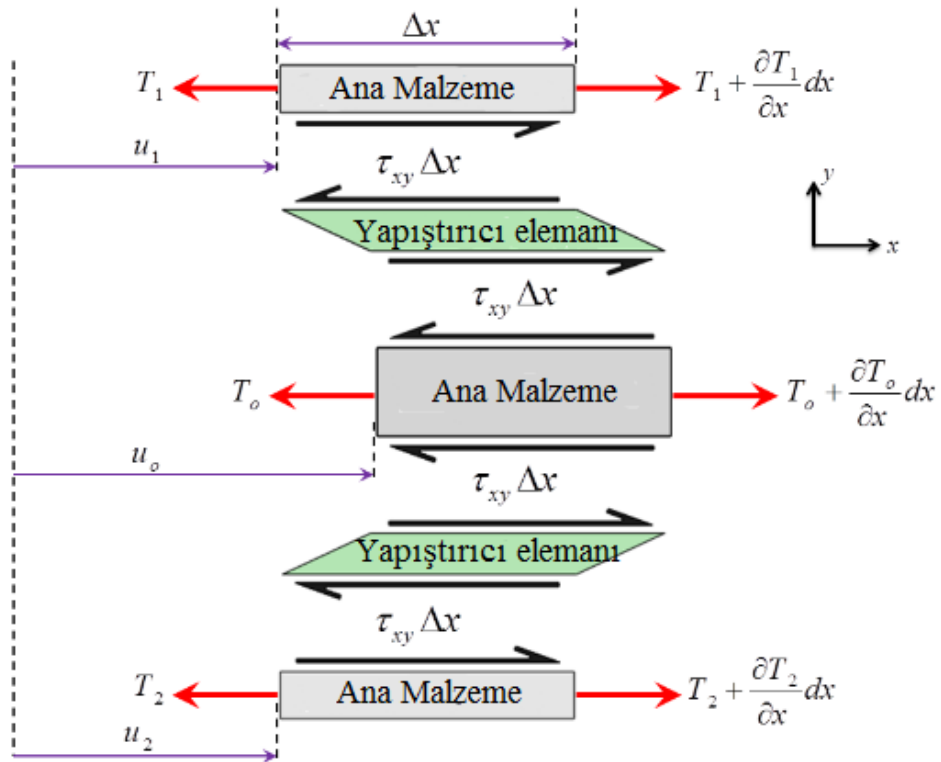 Δx
T₁ Ana Malzeme T₁ + ∂T₁/∂x dx
u₁
τxy Δx
y
Yapıştırıcı elemanı
x
τxy Δx
Tₒ Ana Malzeme Tₒ + ∂Tₒ/∂x dx
uₒ
τxy Δx
Yapıştırıcı elemanı
τxy Δx
T₂ Ana Malzeme T₂ + ∂T₂/∂x dx
u₂